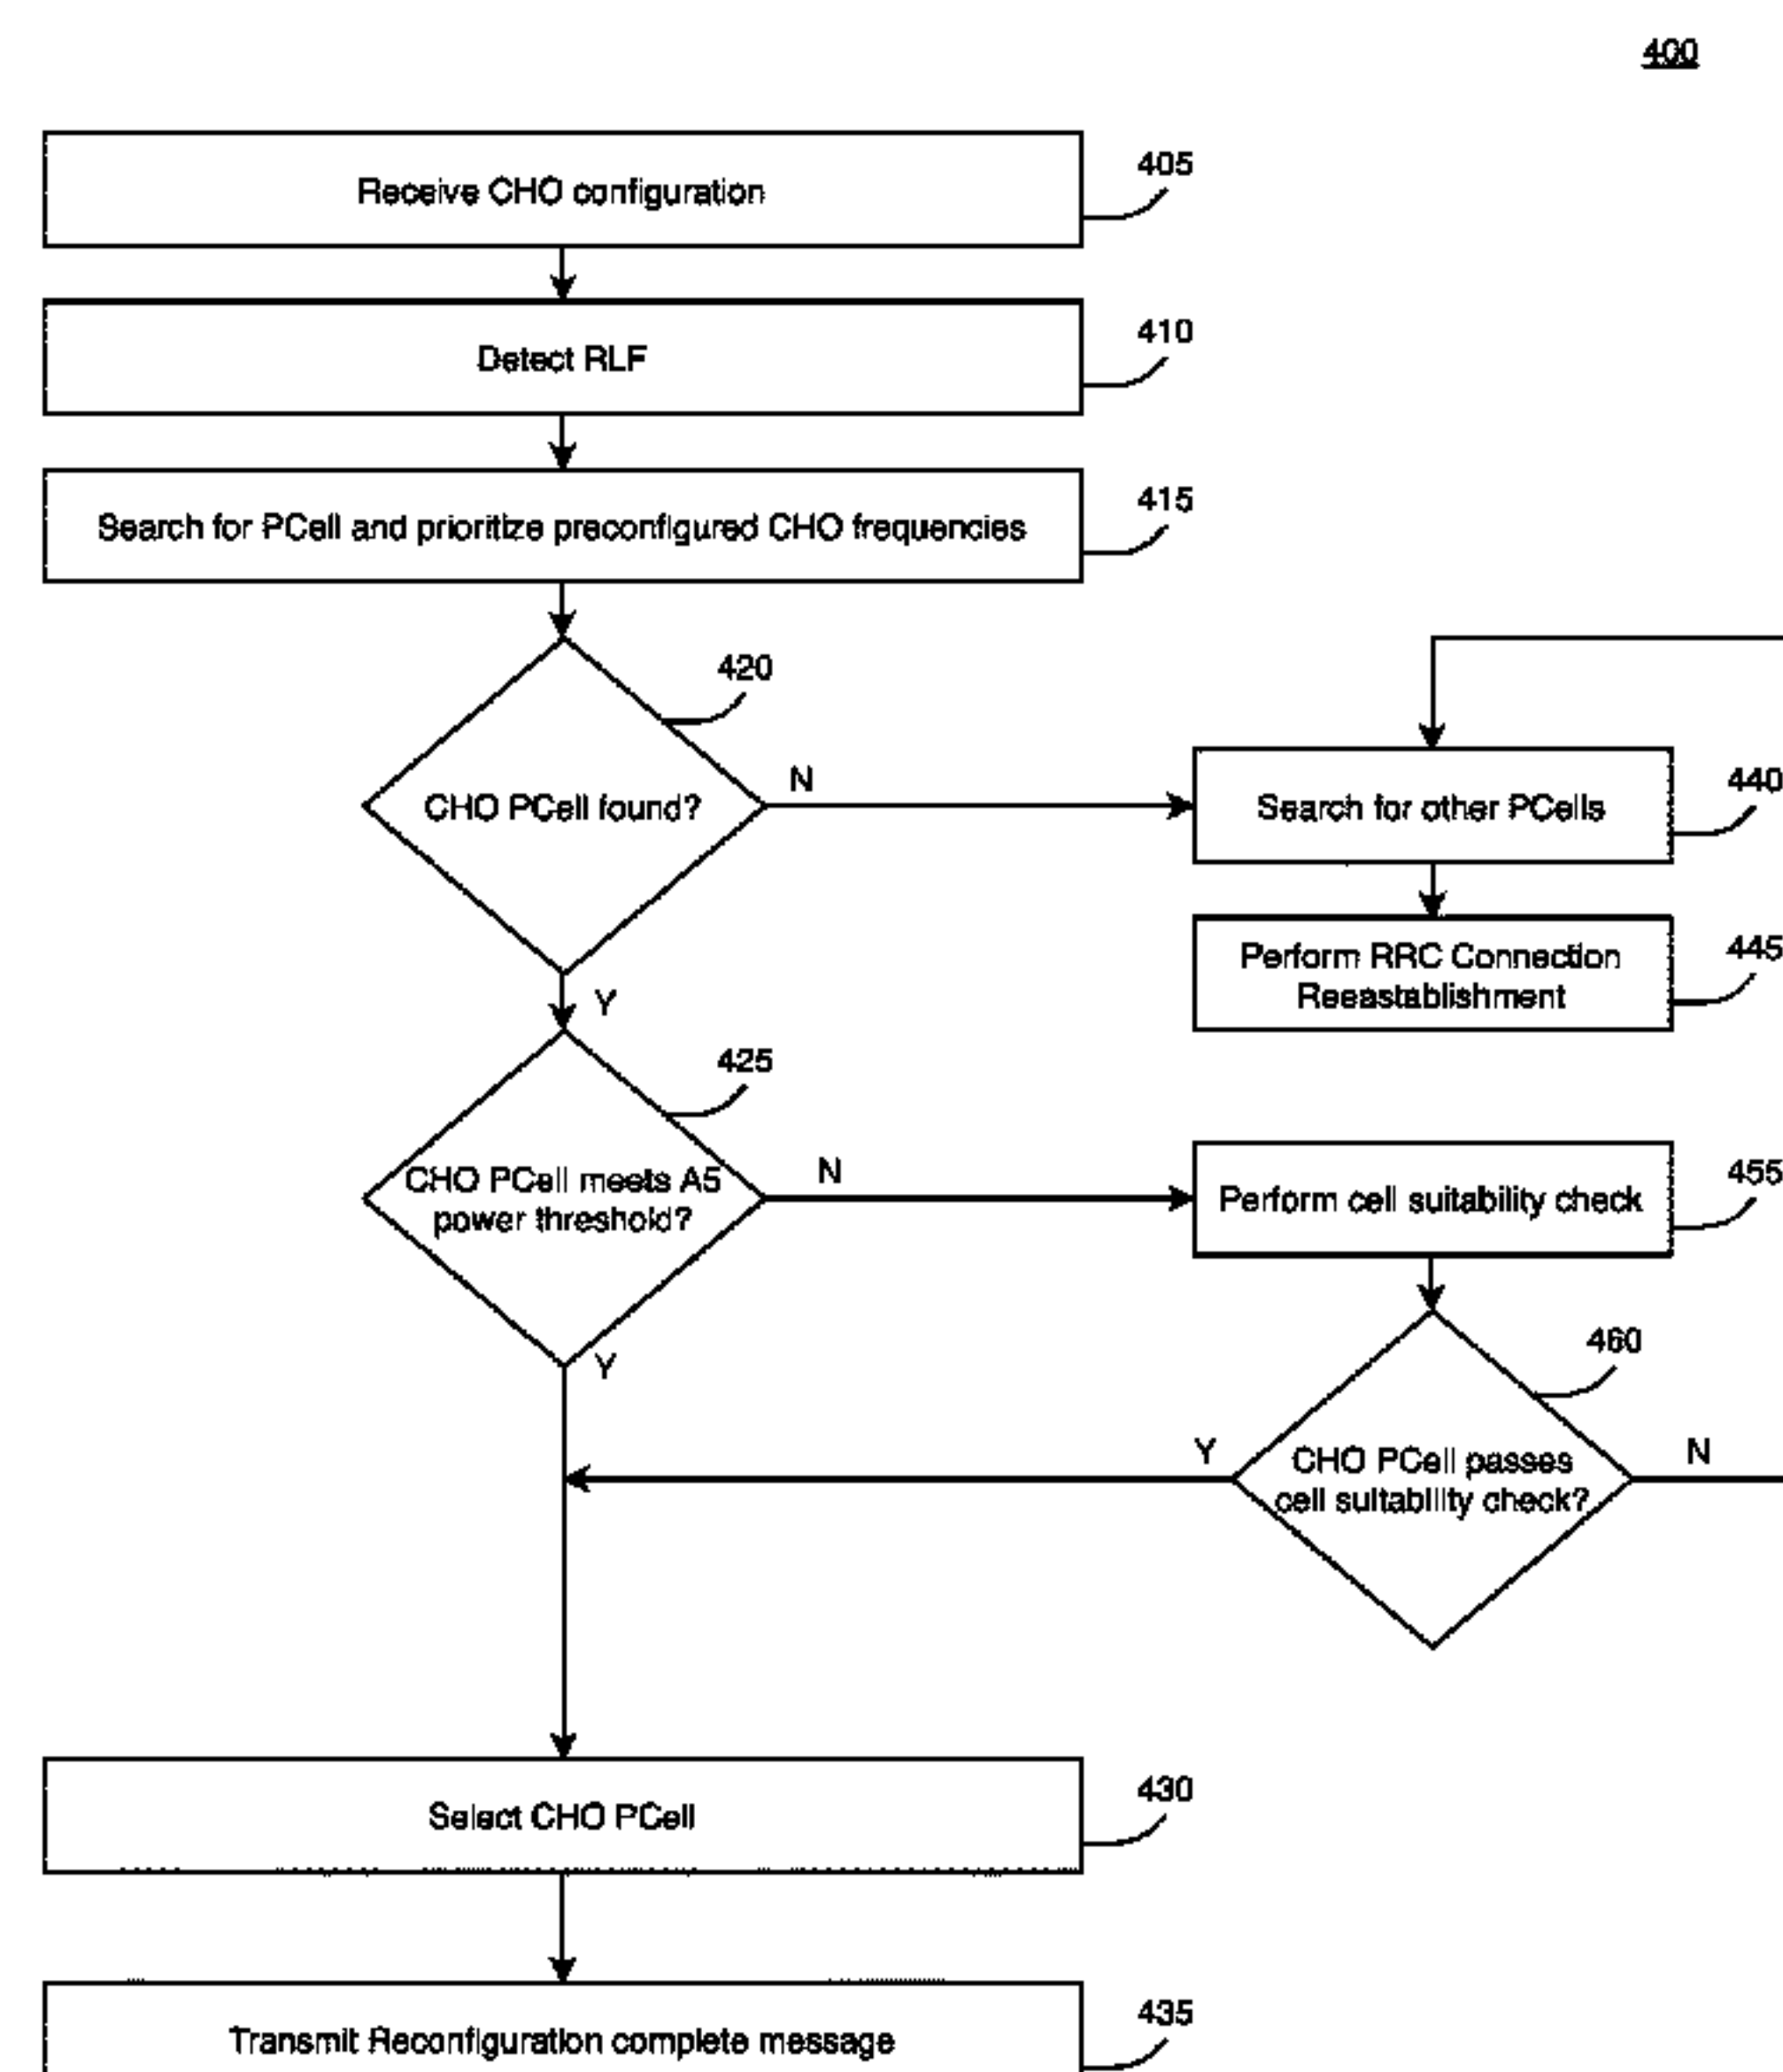 400
Receive CHO configuration
405
Detect RLF
410
Search for PCell and prioritize preconfigured CHO frequencies
415
420
CHO PCell found?
N
Search for other PCells
440
Y
Perform RRC Connection
Reeastablishment
445
425
CHO PCell meets A5
power threshold?
N
Perform cell suitability check
455
Y
460
Y
CHO PCell passes
cell suitability check?
N
Select CHO PCell
430
Transmit Reconfiguration complete message
435